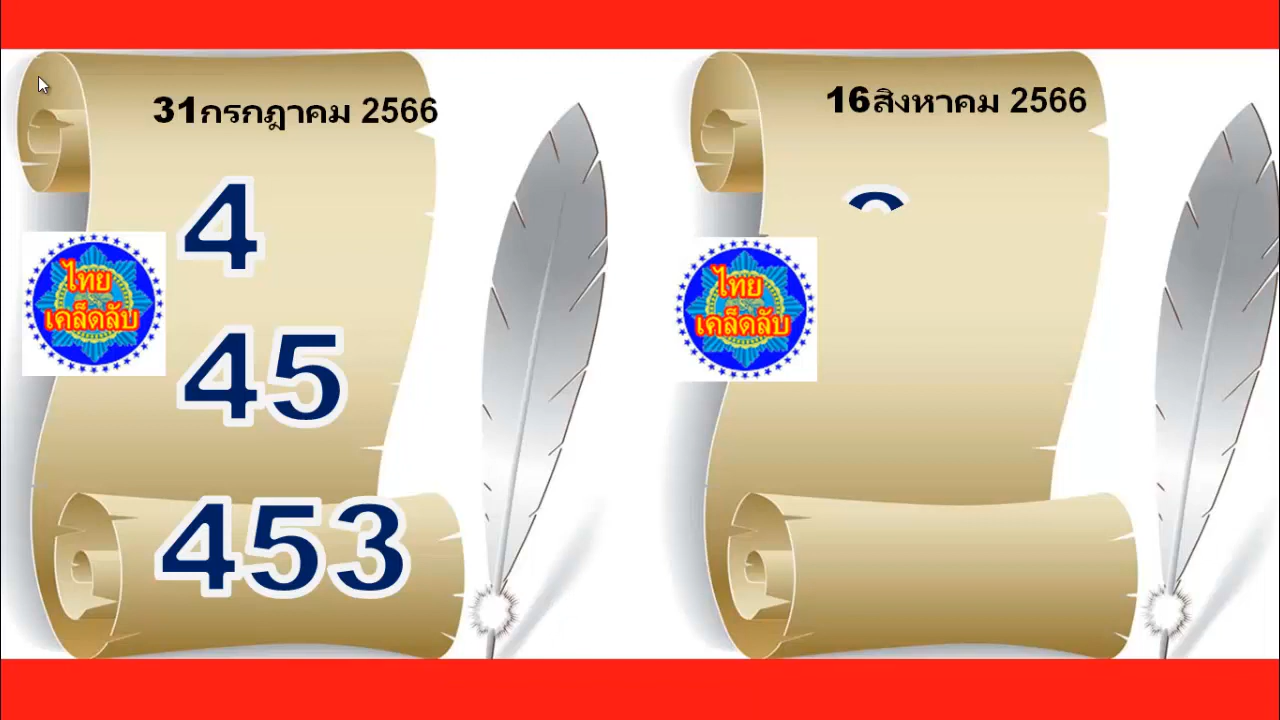 31กรกฎาคม 2566
4
45
453
ไทย
เคล็ดลับ
16สิงหาคม 2566
ไทย
เคล็ดลับ